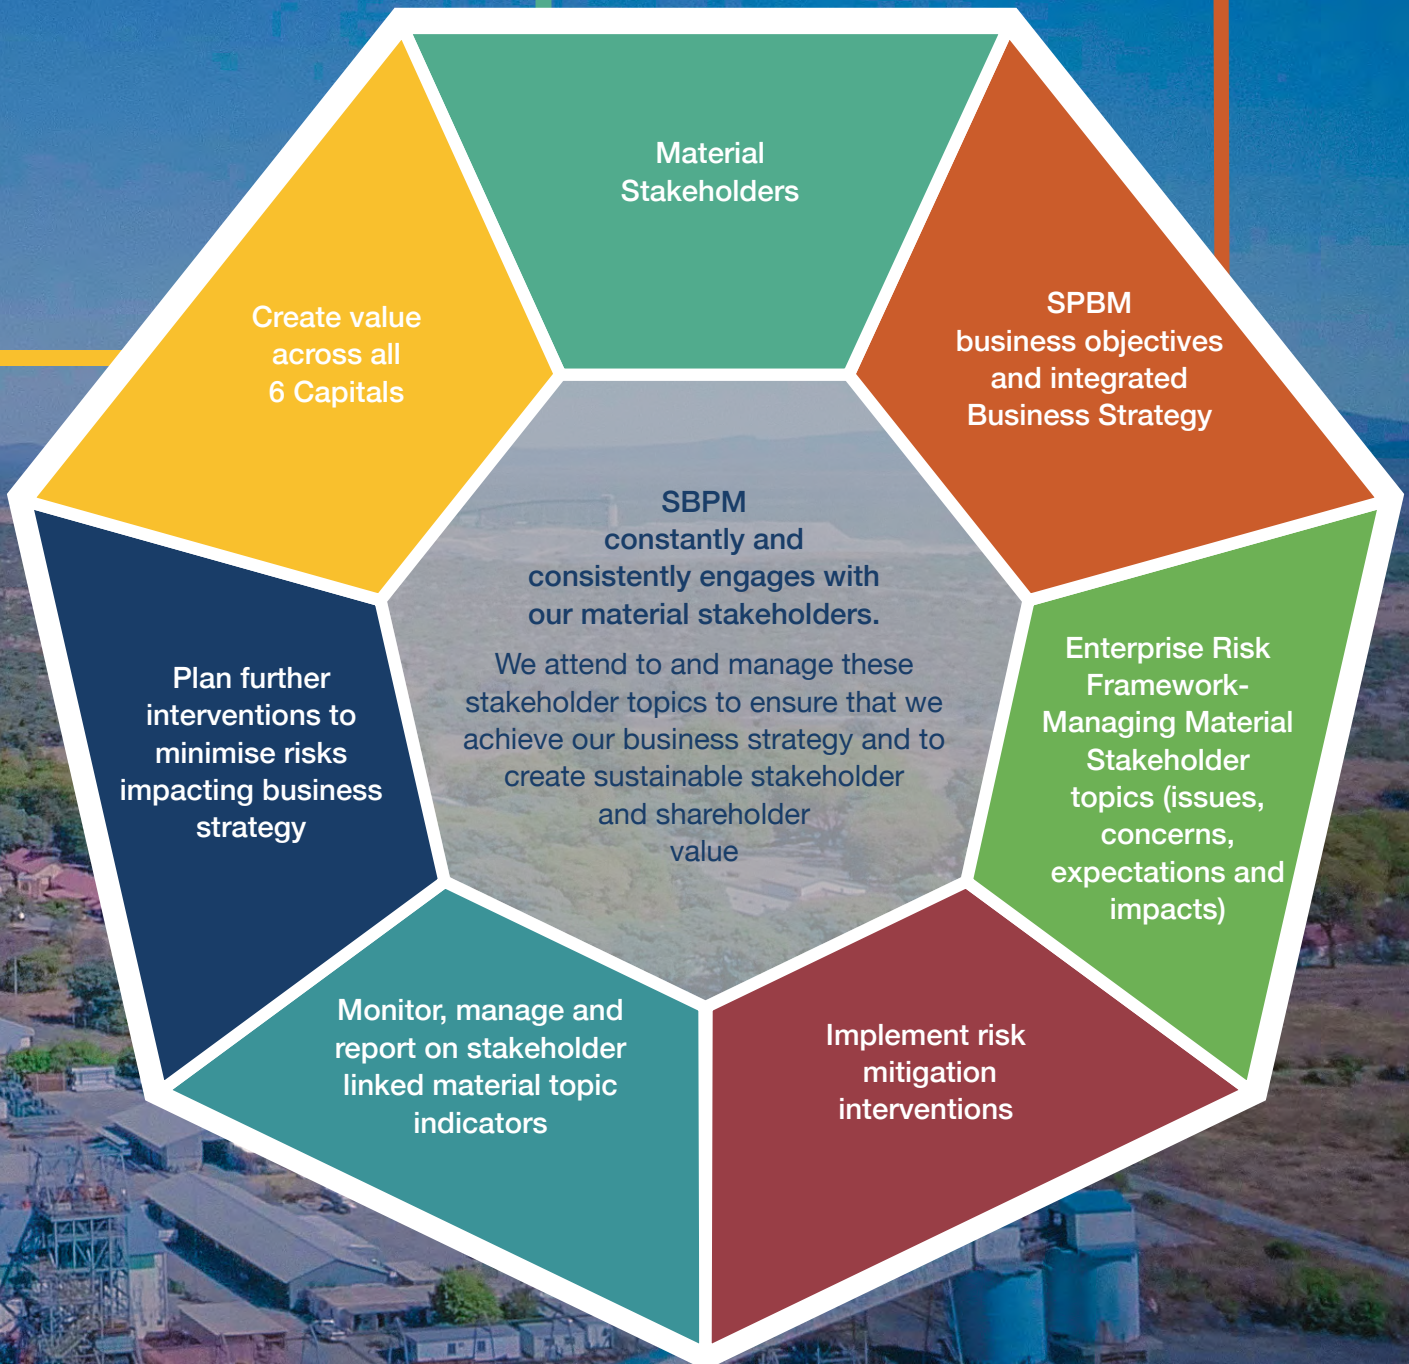 Material
Stakeholders
SPBM
business objectives
and integrated
Business Strategy
Enterprise Risk
Framework-
Managing Material
Stakeholder
topics (issues,
concerns,
expectations and
impacts)
Implement risk
mitigation
interventions
Monitor, manage and
report on stakeholder
linked material topic
indicators
Plan further
interventions to
minimise risks
impacting business
strategy
Create value
across all
6 Capitals
SBPM
constantly and
consistently engages with
our material stakeholders.
We attend to and manage these
stakeholder topics to ensure that we
achieve our business strategy and to
create sustainable stakeholder
and shareholder
value